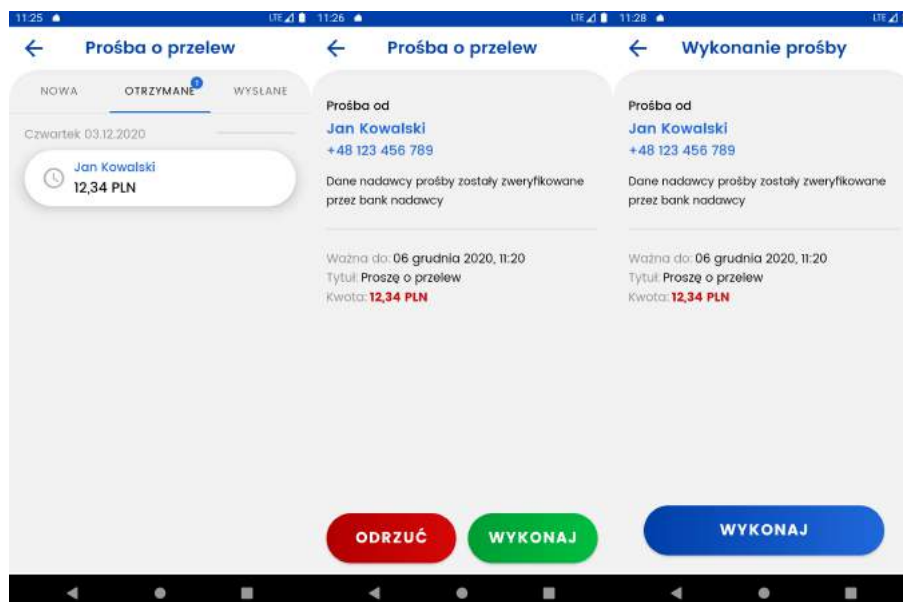 11:25
LTE
Prośba o przelew
NOWA
OTRZYMANE
1
WYSŁANE
Czwartek 03.12.2020
Jan Kowalski
12,34 PLN
11:26
LTE
Prośba o przelew
Prośba od
Jan Kowalski
+48 123 456 789
Dane nadawcy prośby zostały zweryfikowane
przez bank nadawcy
Ważna do: 06 grudnia 2020, 11:20
Tytuł: Proszę o przelew
Kwota: 12,34 PLN
ODRZUĆ
WYKONAJ
11:28
LTE
Wykonanie prośby
Prośba od
Jan Kowalski
+48 123 456 789
Dane nadawcy prośby zostały zweryfikowane
przez bank nadawcy
Ważna do: 06 grudnia 2020, 11:20
Tytuł: Proszę o przelew
Kwota: 12,34 PLN
WYKONAJ